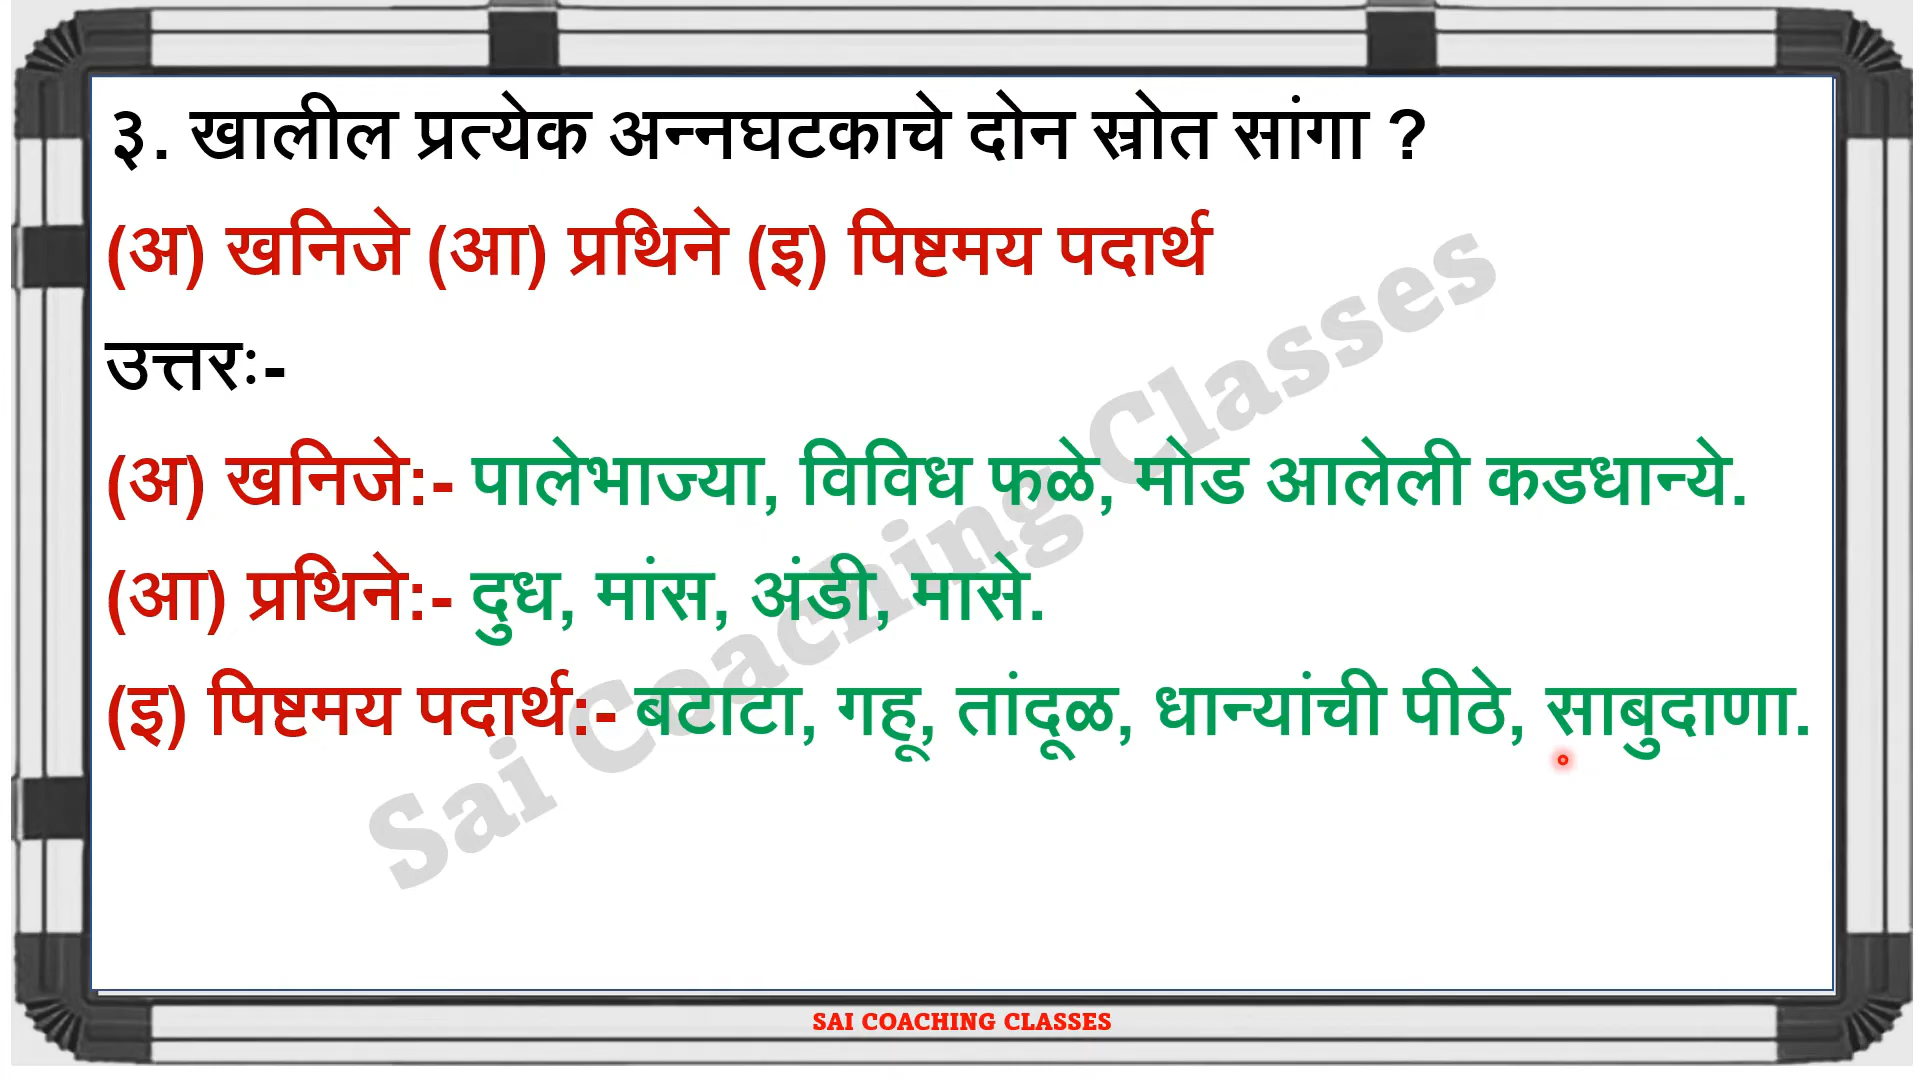 ३. खालील प्रत्येक अन्नघटकाचे दोन स्रोत सांगा ?
(अ) खनिजे (आ) प्रथिने (इ) पिष्टमय पदार्थ
उत्तरः-
(अ) खनिजे:- पालेभाज्या, विविध फळे, मोड आलेली कडधान्ये.
(आ) प्रथिने:- दुध, मांस, अंडी, मासे.
(इ) पिष्टमय पदार्थ:- बटाटा, गहू, तांदूळ, धान्यांची पीठे, साबुदाणा.
Sai Coaching Classes
SAI COACHING CLASSES